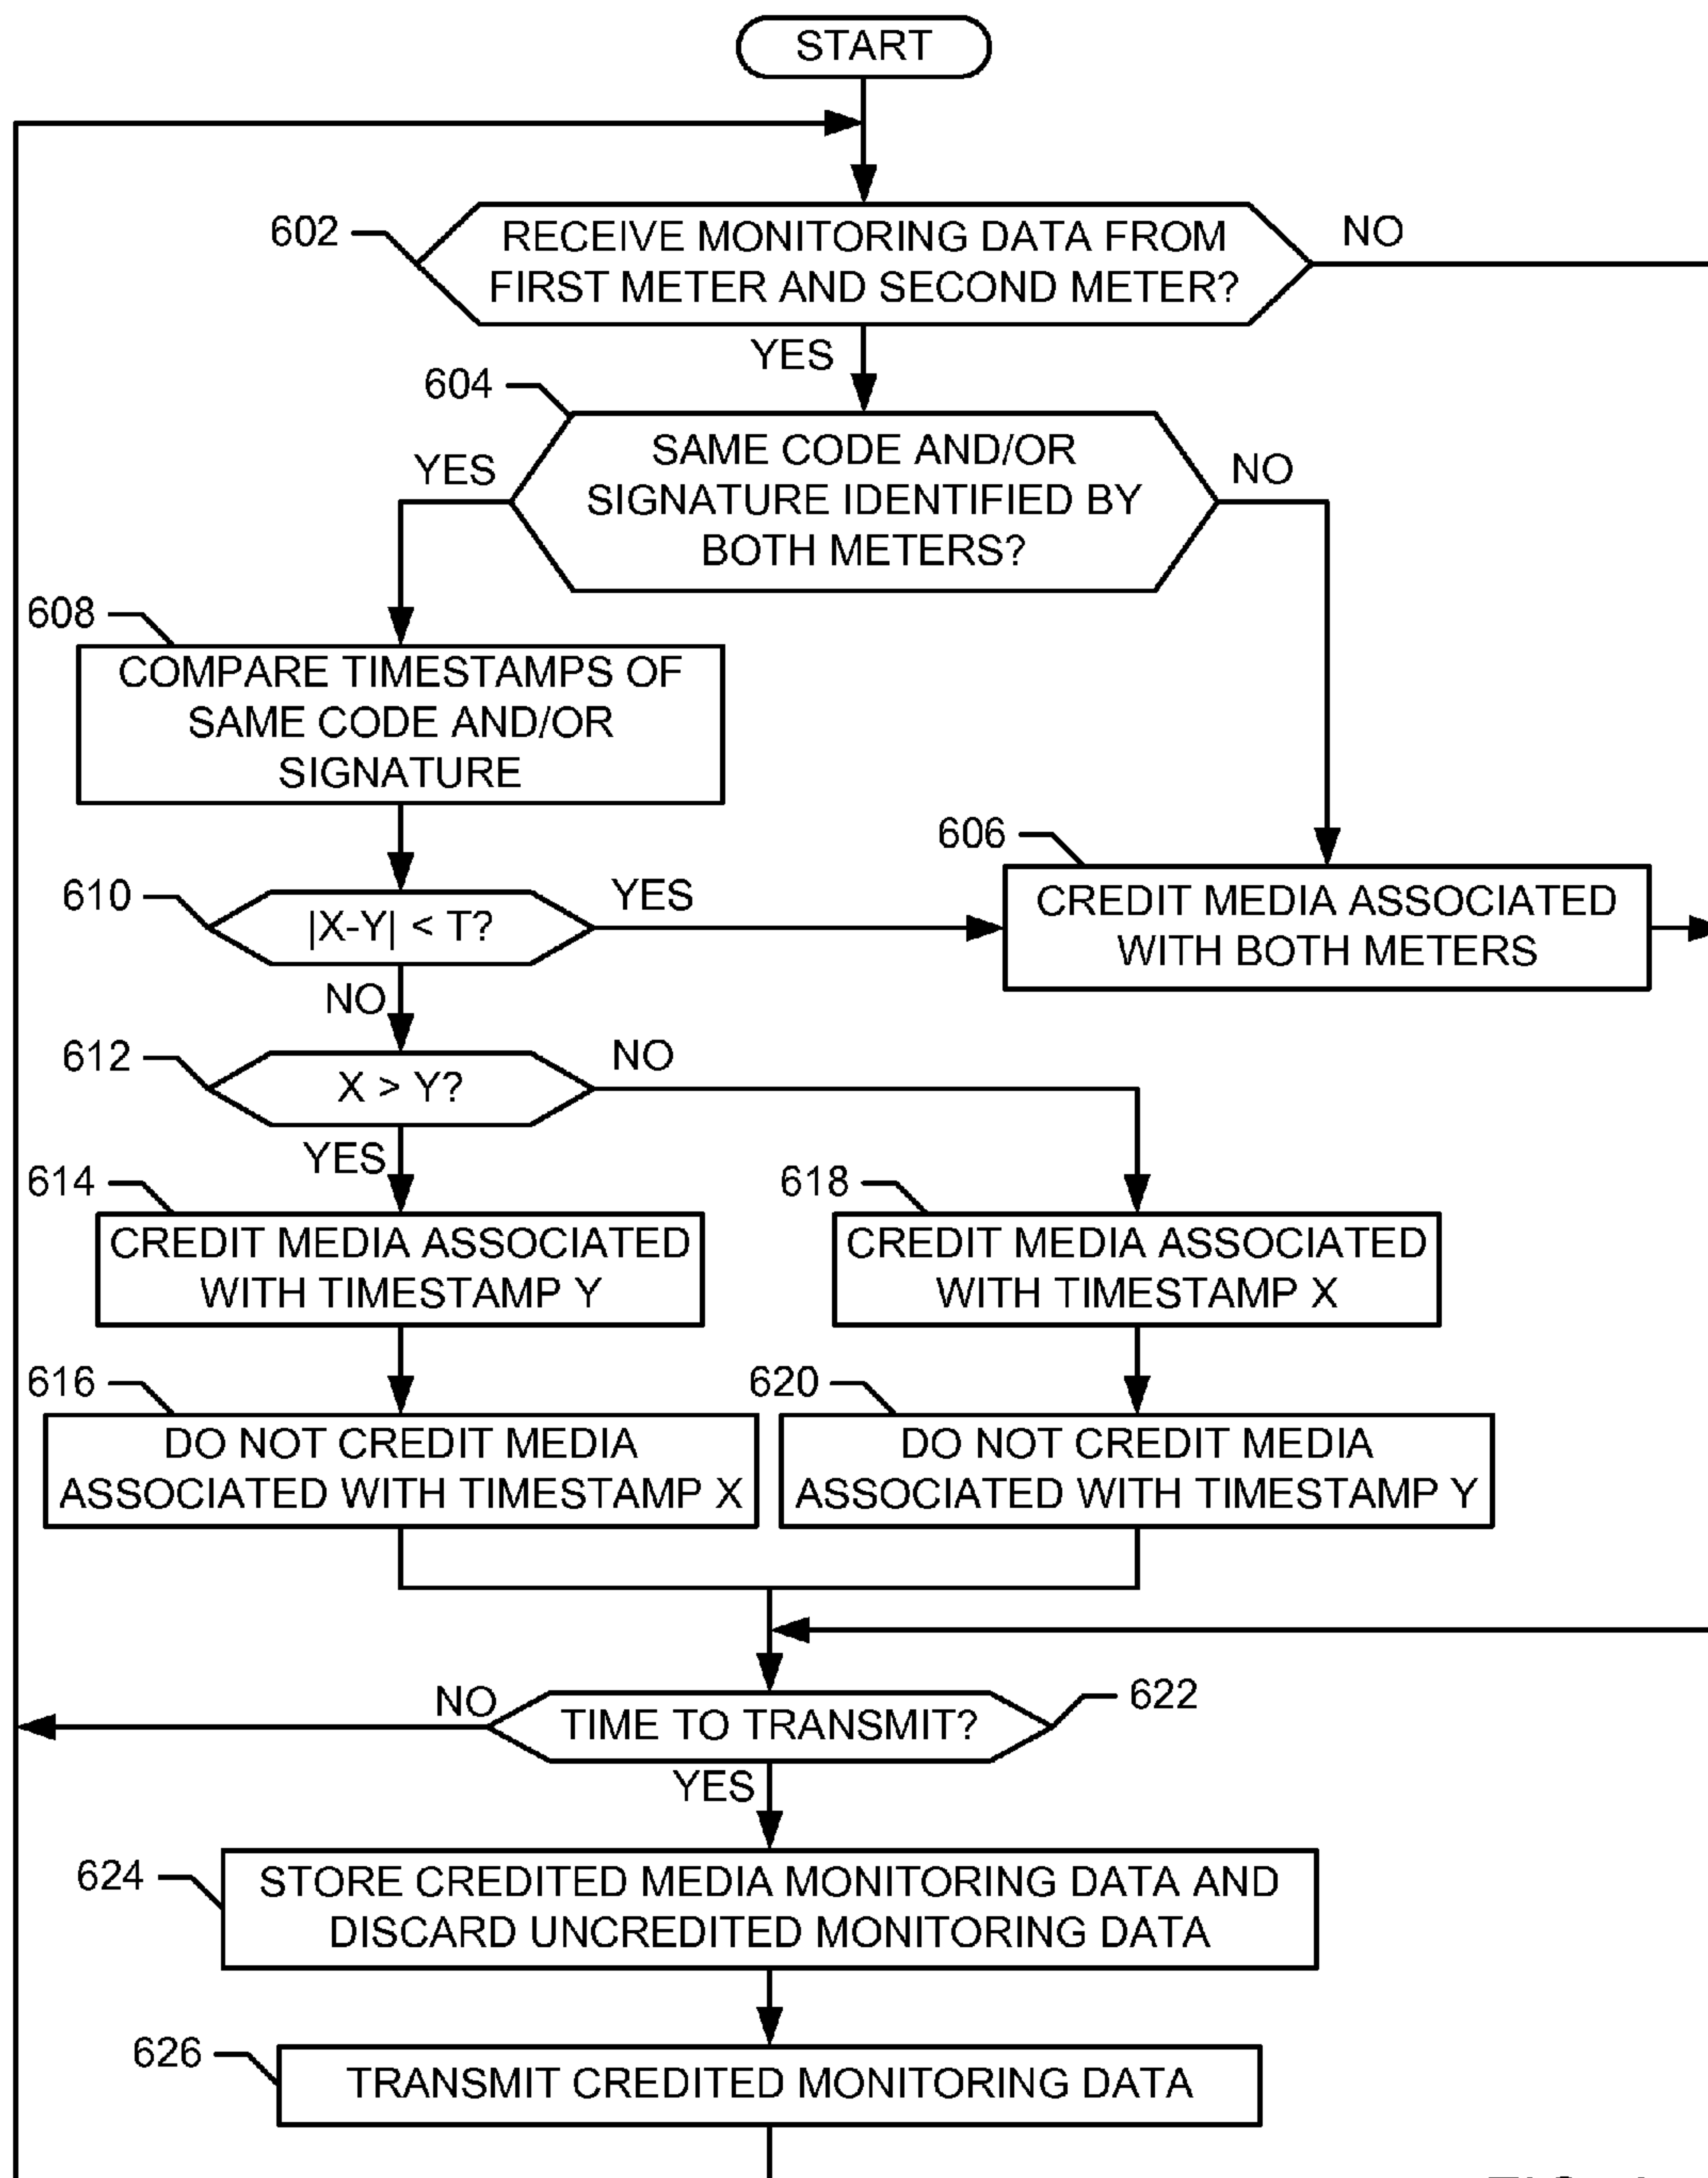 START
602
RECEIVE MONITORING DATA FROM
FIRST METER AND SECOND METER?
NO
YES
604
SAME CODE AND/OR
SIGNATURE IDENTIFIED BY
BOTH METERS?
YES
NO
608
COMPARE TIMESTAMPS OF
SAME CODE AND/OR
SIGNATURE
606
CREDIT MEDIA ASSOCIATED
WITH BOTH METERS
610
|X-Y| < T?
YES
NO
612
X > Y?
NO
YES
614
CREDIT MEDIA ASSOCIATED
WITH TIMESTAMP Y
618
CREDIT MEDIA ASSOCIATED
WITH TIMESTAMP X
616
DO NOT CREDIT MEDIA
ASSOCIATED WITH TIMESTAMP X
620
DO NOT CREDIT MEDIA
ASSOCIATED WITH TIMESTAMP Y
NO
TIME TO TRANSMIT?
622
YES
624
STORE CREDITED MEDIA MONITORING DATA AND
DISCARD UNCREDITED MONITORING DATA
626
TRANSMIT CREDITED MONITORING DATA